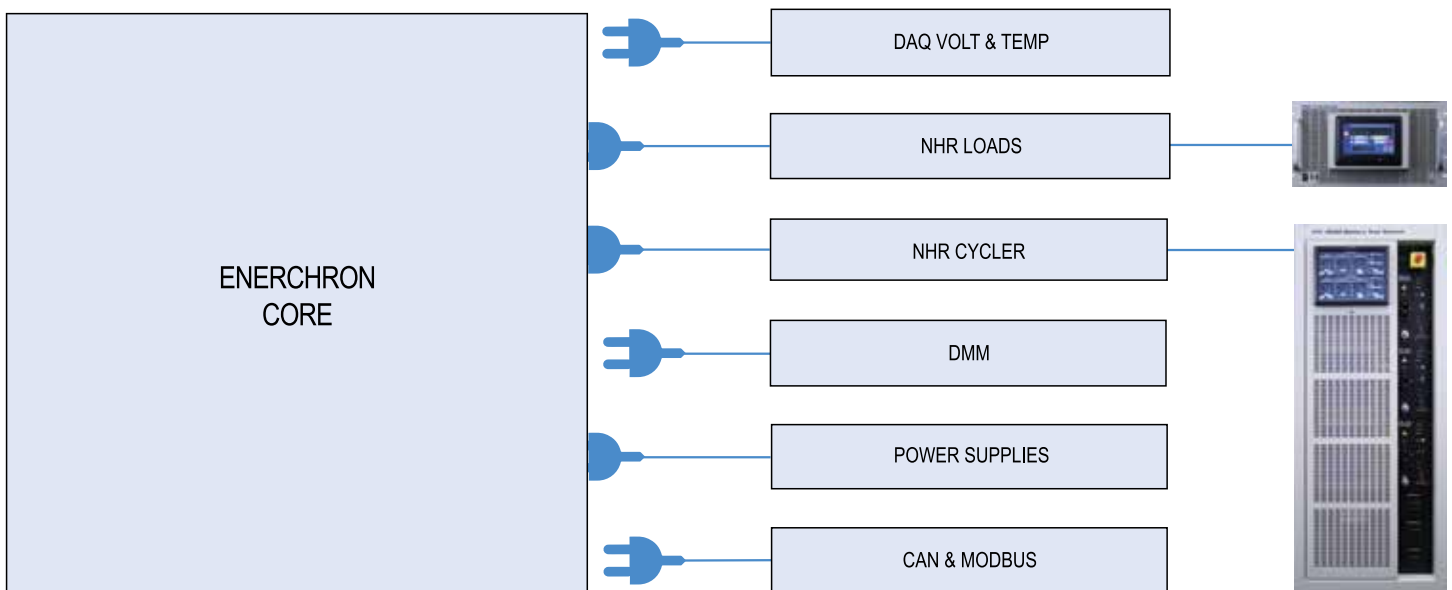 ENERCHRON
CORE
DAQ VOLT & TEMP
NHR LOADS
NHR CYCLER
DMM
POWER SUPPLIES
CAN & MODBUS